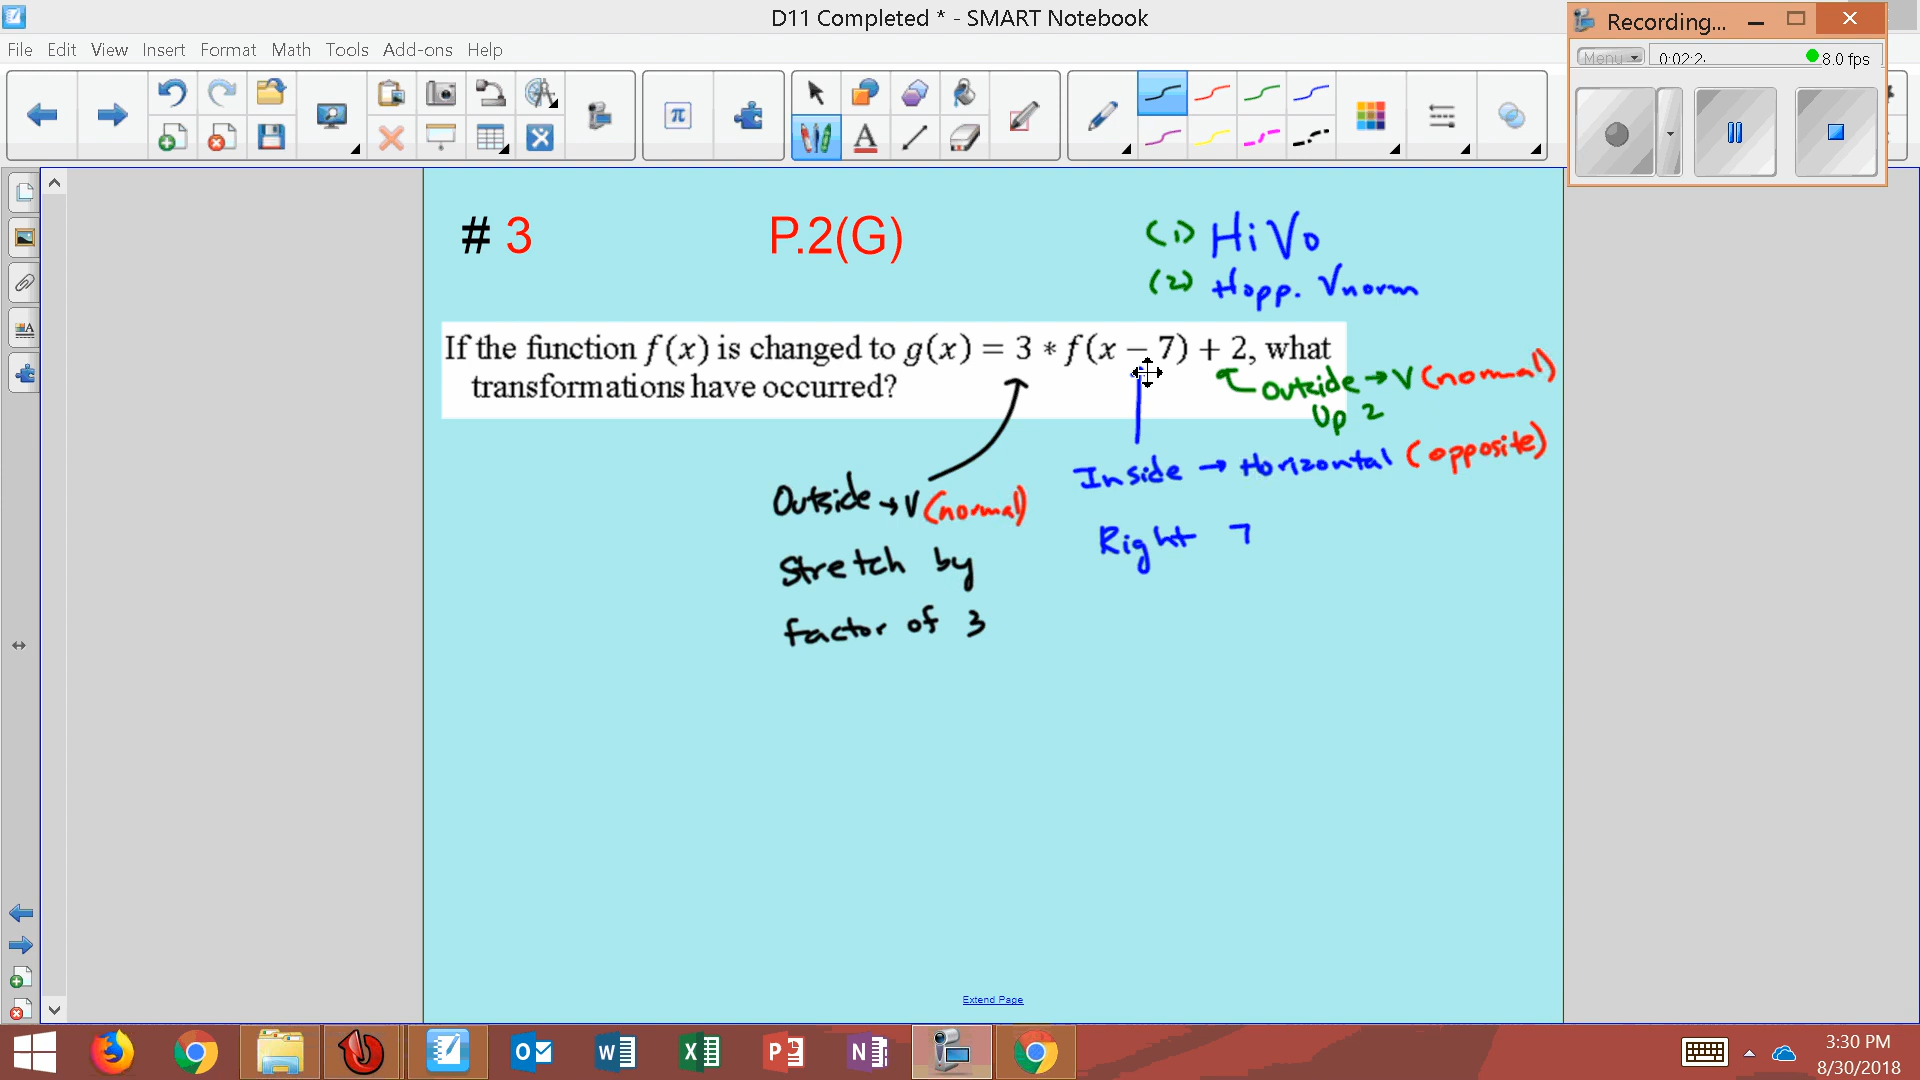 D11 Completed * - SMART Notebook
Recording...
File Edit View Insert Format Math Tools Add-ons Help
Menu
8.0 fps
π
A
# 3
P.2(G)
(1) HiVo
(2) Hopp. Vnorm
If the function f(x) is changed to g(x) = 3 * f(x − 7) + 2, what
transformations have occurred?
Outside → V (normal)
Up 2
Inside → Horizontal (opposite)
Right 7
Outside → V (normal)
Stretch by
factor of 3
Extend Page
3:30 PM
8/30/2018